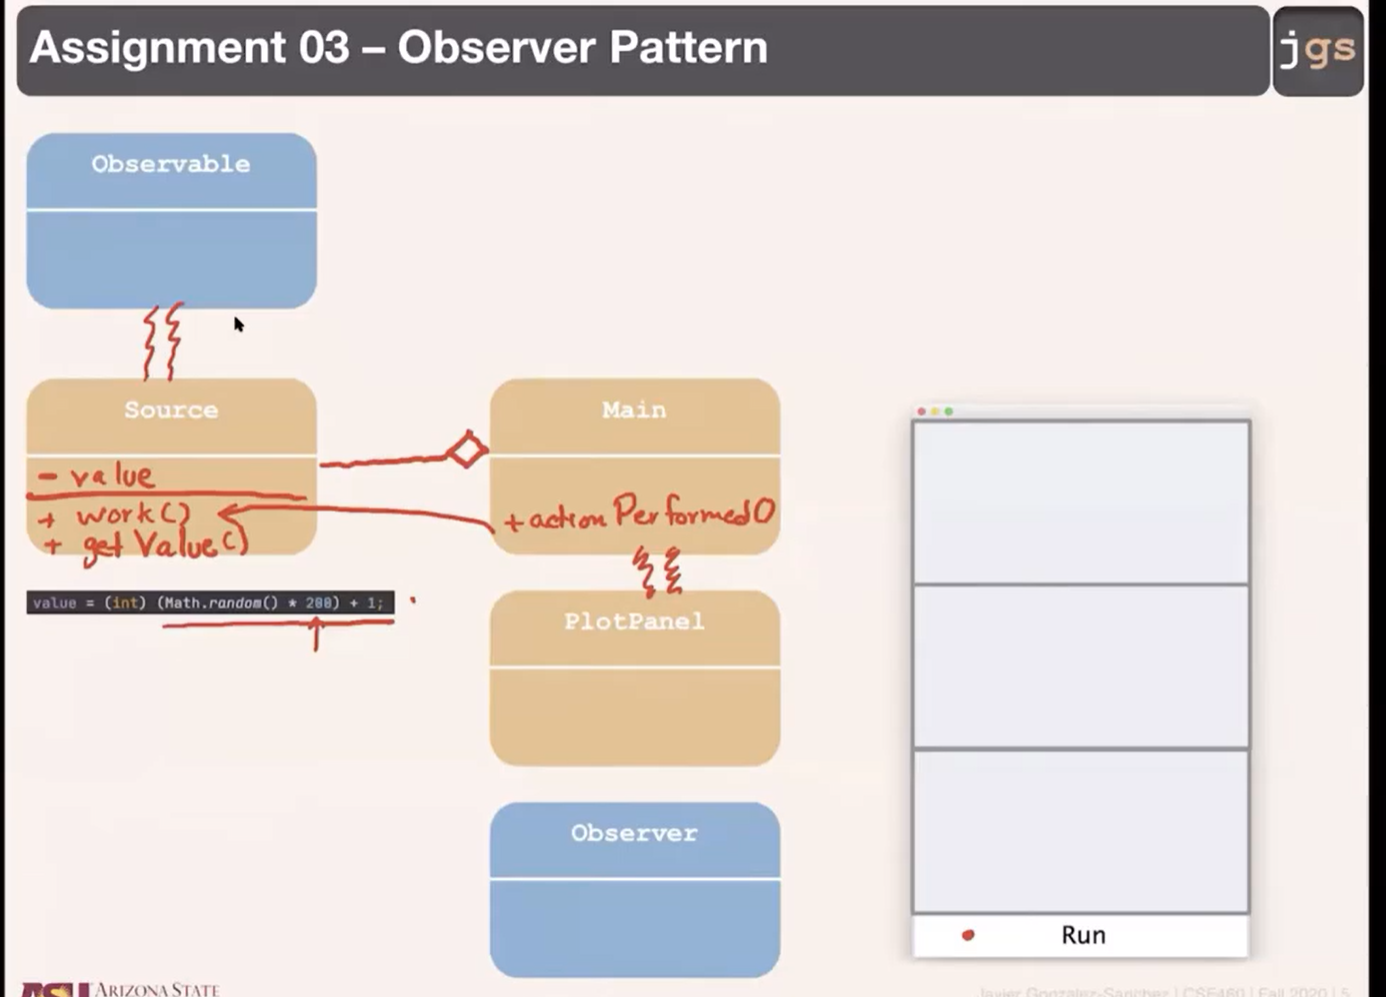 Assignment 03 – Observer Pattern
jgs
Observable
Source
- value
+ work()
+ getValue()
value = (int) (Math.random() * 200) + 1;
Main
+ actionPerformed()
PlotPanel
Observer
Run
ARIZONA STATE
Javier Gonzalez-Sanchez | CSE460 | Fall 2020 | 5